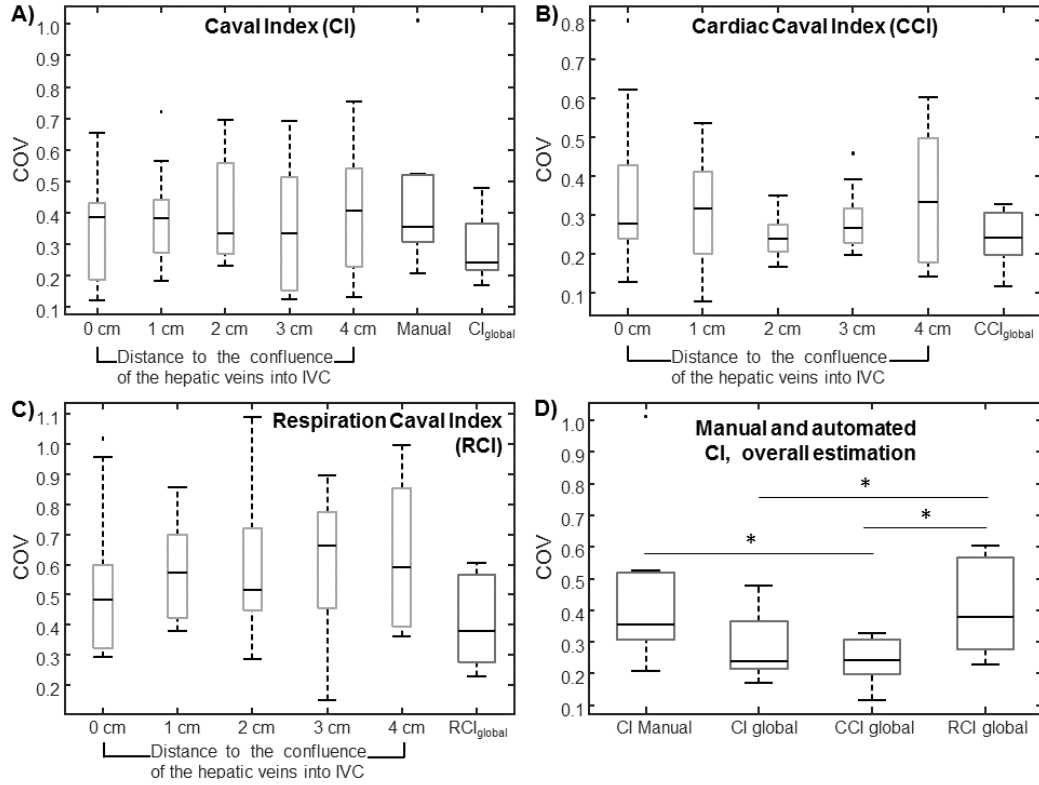 A)
Caval Index (CI)
COV
1.0
0.9
0.8
0.7
0.6
0.5
0.4
0.3
0.2
0.1
0 cm 1 cm 2 cm 3 cm 4 cm Manual CIglobal
Distance to the confluence
of the hepatic veins into IVC
B)
Cardiac Caval Index (CCI)
COV
0.8
0.7
0.6
0.5
0.4
0.3
0.2
0.1
0 cm 1 cm 2 cm 3 cm 4 cm CCIglobal
Distance to the confluence
of the hepatic veins into IVC
C)
Respiration Caval Index
(RCI)
COV
1.1
1.0
0.9
0.8
0.7
0.6
0.5
0.4
0.3
0.2
0 cm 1 cm 2 cm 3 cm 4 cm RCIglobal
Distance to the confluence
of the hepatic veins into IVC
D)
Manual and automated
CI, overall estimation
COV
1.0
0.9
0.8
0.7
0.6
0.5
0.4
0.3
0.2
0.1
*
*
*
CI Manual CI global CCI global RCI global